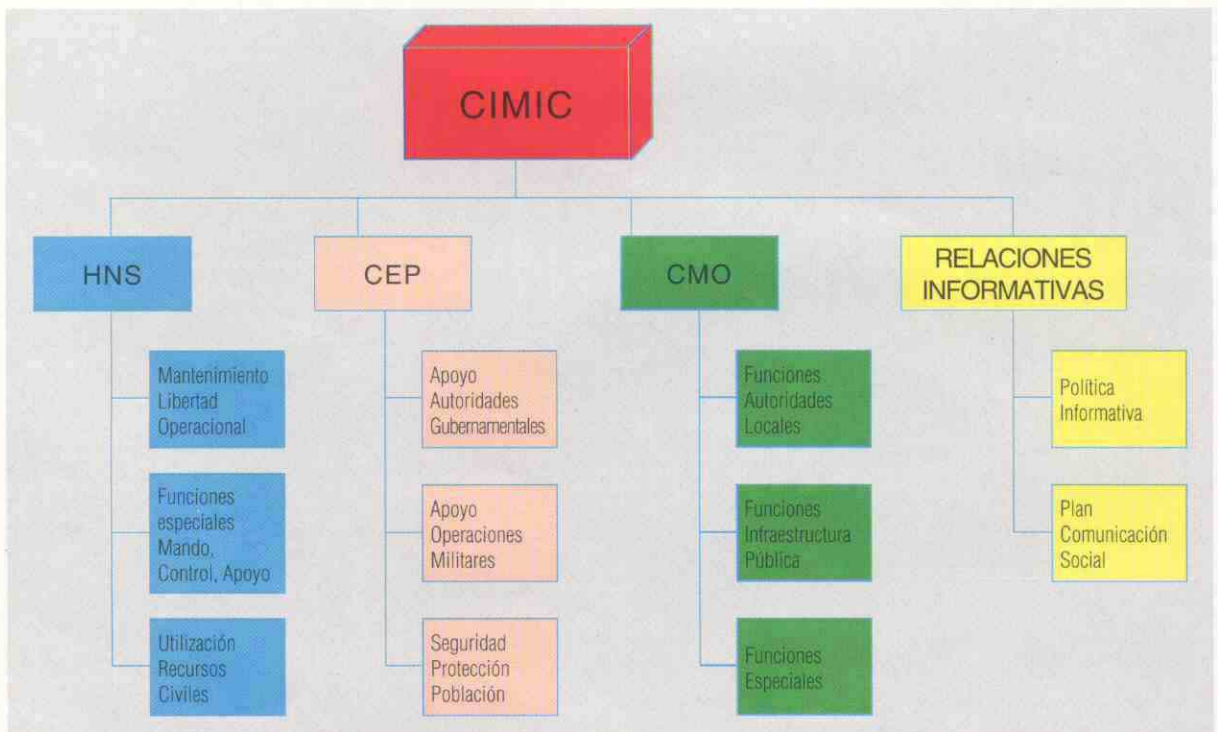 CIMIC
HNS
CEP
CMO
RELACIONES
INFORMATIVAS
Mantenimiento
Libertad
Operacional
Funciones
especiales
Mando,
Control, Apoyo
Utilización
Recursos
Civiles
Apoyo
Autoridades
Gubernamentales
Apoyo
Operaciones
Militares
Seguridad
Protección
Población
Funciones
Autoridades
Locales
Funciones
Infraestructura
Pública
Funciones
Especiales
Política
Informativa
Plan
Comunicación
Social